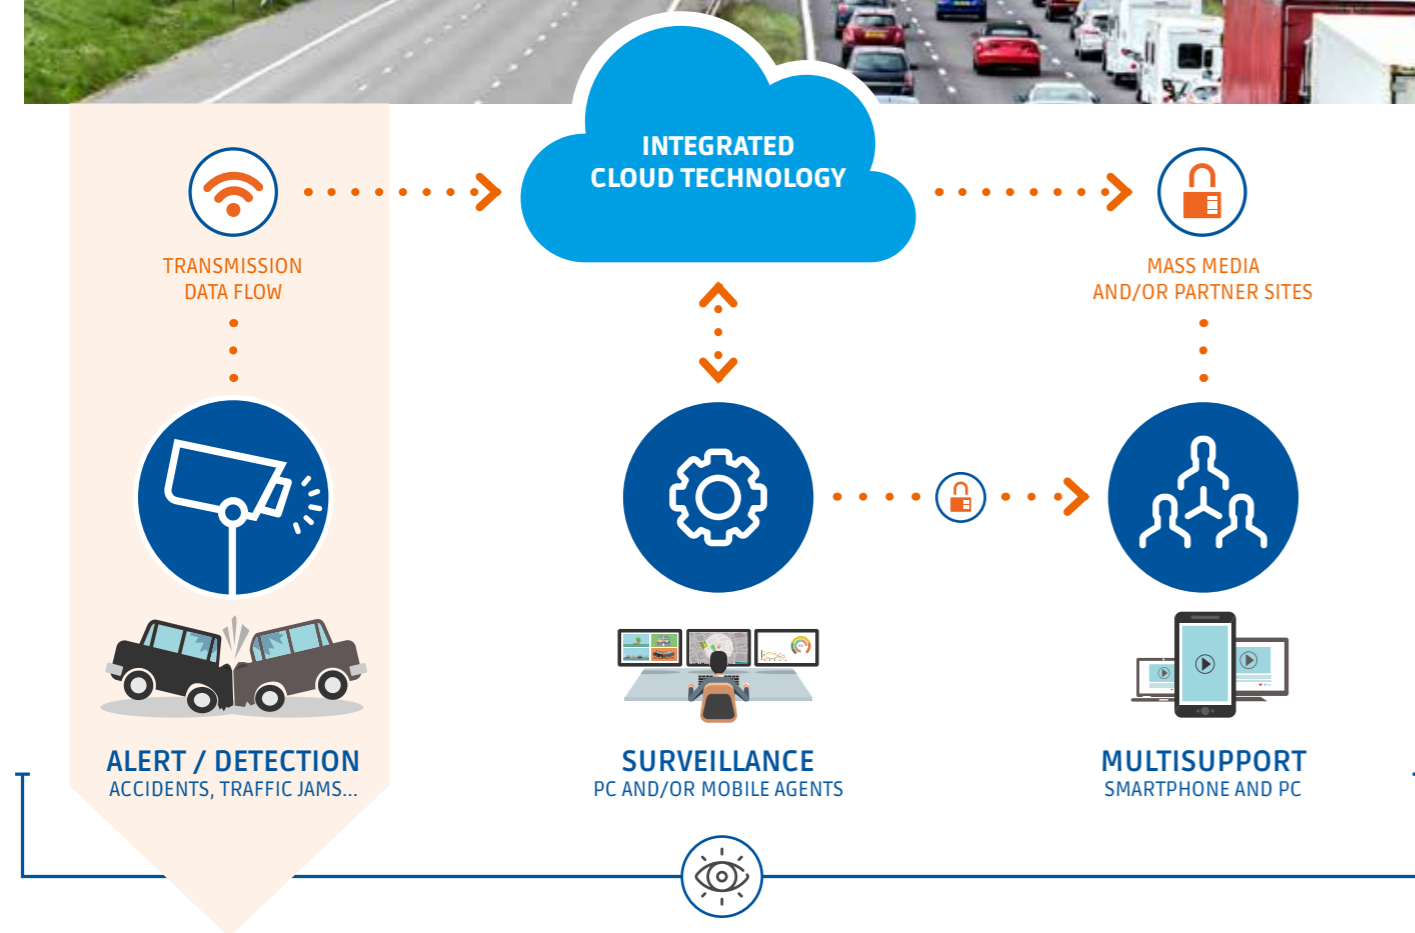 INTEGRATED
CLOUD TECHNOLOGY
TRANSMISSION
DATA FLOW
MASS MEDIA
AND/OR PARTNER SITES
ALERT / DETECTION
ACCIDENTS, TRAFFIC JAMS...
SURVEILLANCE
PC AND/OR MOBILE AGENTS
MULTISUPPORT
SMARTPHONE AND PC